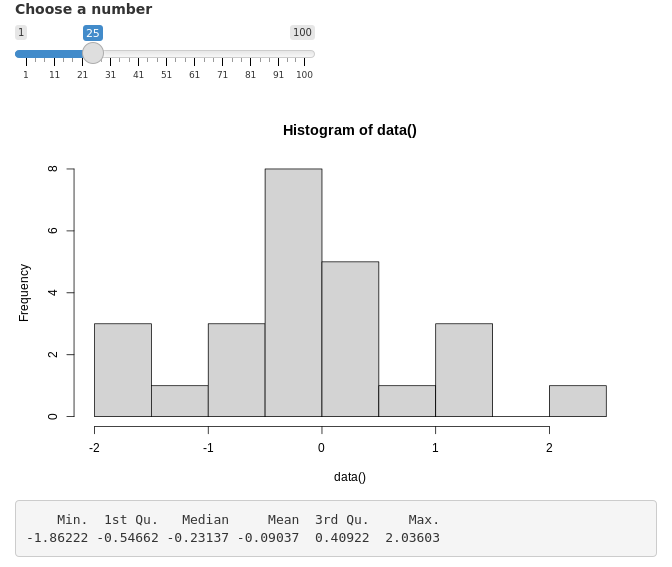 Choose a number
1 25 100
1 11 21 31 41 51 61 71 81 91 100
Histogram of data()
Frequency
8
6
4
2
0
-2 -1 0 1 2
data()
Min. 1st Qu. Median Mean 3rd Qu. Max.
-1.86222 -0.54662 -0.23137 -0.09037 0.40922 2.03603